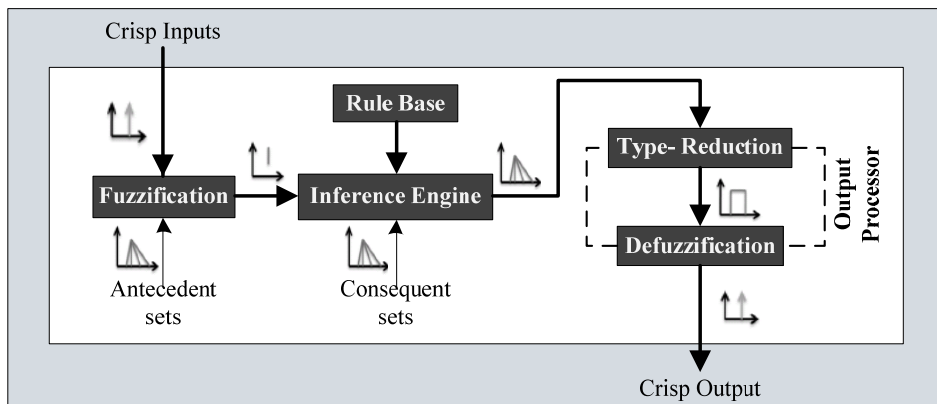 Crisp Inputs
Rule Base
Type- Reduction
Fuzzification
Inference Engine
Output
Processor
Defuzzification
Antecedent
sets
Consequent
sets
Crisp Output